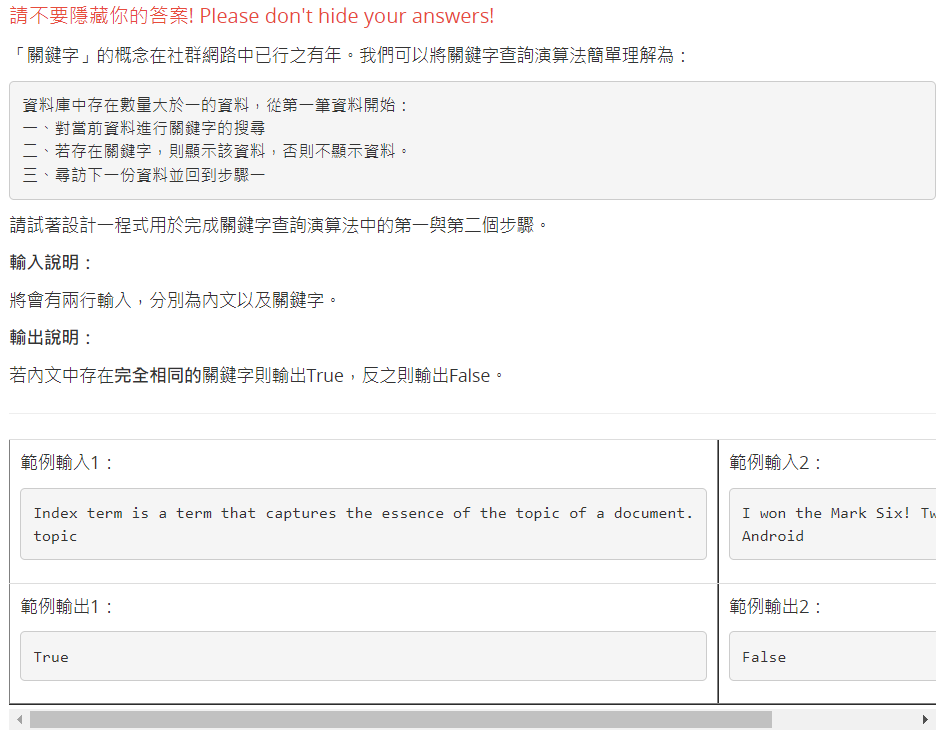 請不要隱藏你的答案! Please don't hide your answers!
「關鍵字」的概念在社群網路中已行之有年。我們可以將關鍵字查詢演算法簡單理解為：
資料庫中存在數量大於一的資料，從第一筆資料開始：
一、對當前資料進行關鍵字的搜尋
二、若存在關鍵字，則顯示該資料，否則不顯示資料。
三、尋訪下一份資料並回到步驟一
請試著設計一程式用於完成關鍵字查詢演算法中的第一與第二個步驟。
輸入說明：
將會有兩行輸入，分別為內文以及關鍵字。
輸出說明：
若內文中存在完全相同的關鍵字則輸出True，反之則輸出False。
範例輸入1：
Index term is a term that captures the essence of the topic of a document.
topic
範例輸入2：
I won the Mark Six! Tw
Android
範例輸出1：
True
範例輸出2：
False